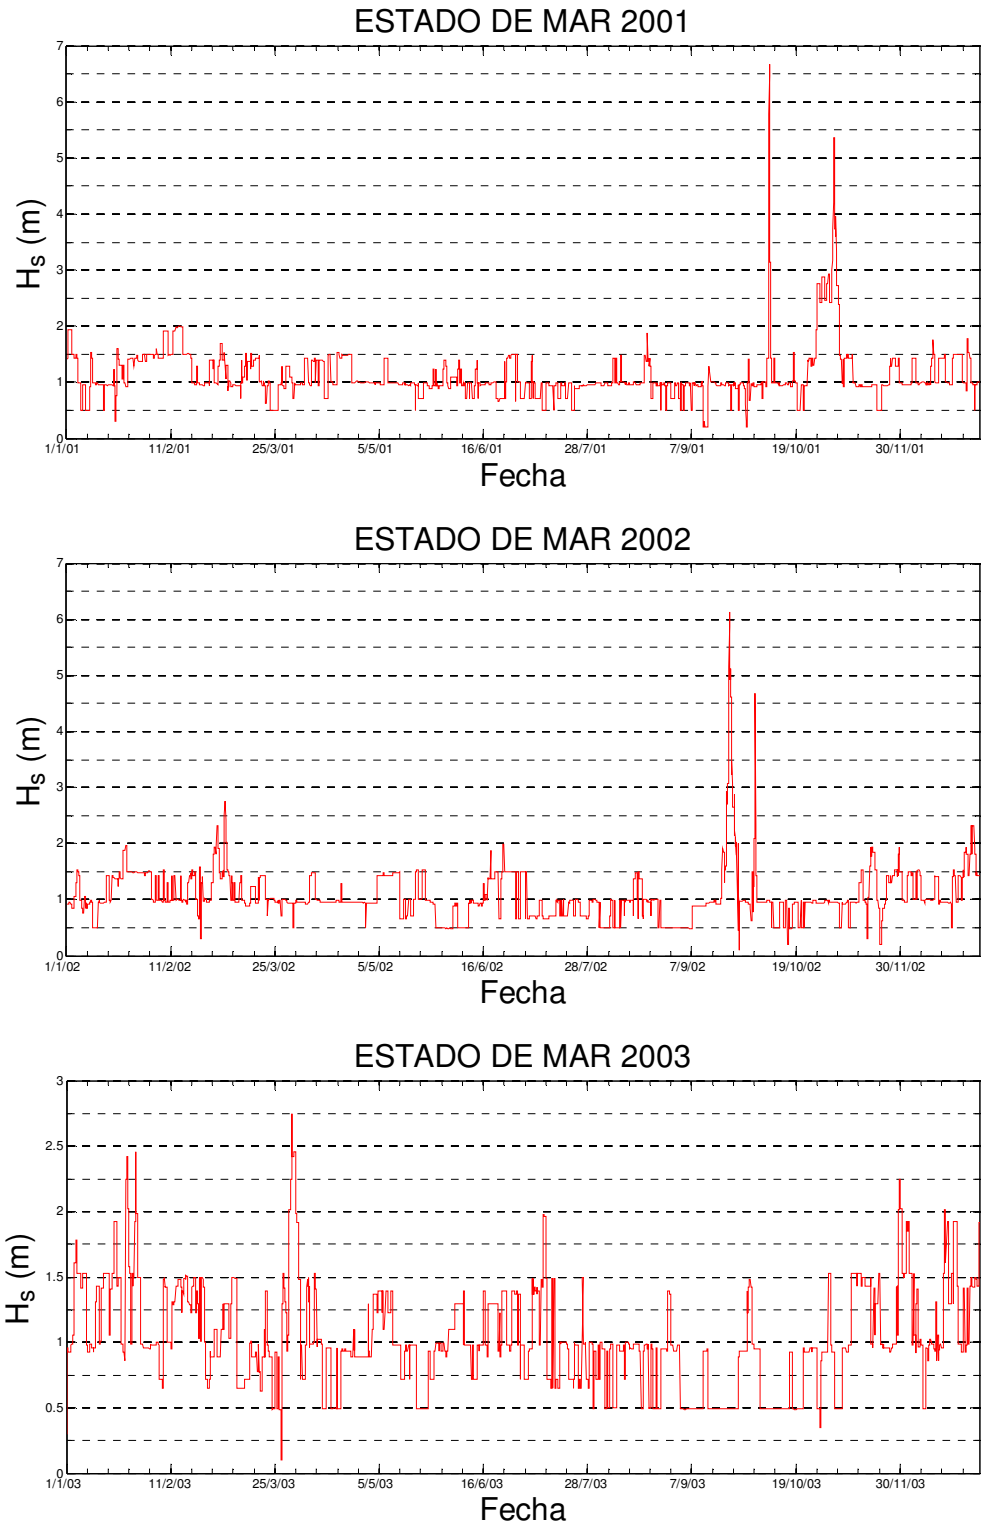 ESTADO DE MAR 2001
7
6
5
4
3
2
1
0
H_S (m)
1/1/01 11/2/01 25/3/01 5/5/01 16/6/01 28/7/01 7/9/01 19/10/01 30/11/01
Fecha
ESTADO DE MAR 2002
7
6
5
4
3
2
1
0
H_S (m)
1/1/02 11/2/02 25/3/02 5/5/02 16/6/02 28/7/02 7/9/02 19/10/02 30/11/02
Fecha
ESTADO DE MAR 2003
3
2.5
2
1.5
1
0.5
0
H_S (m)
1/1/03 11/2/03 25/3/03 5/5/03 16/6/03 28/7/03 7/9/03 19/10/03 30/11/03
Fecha